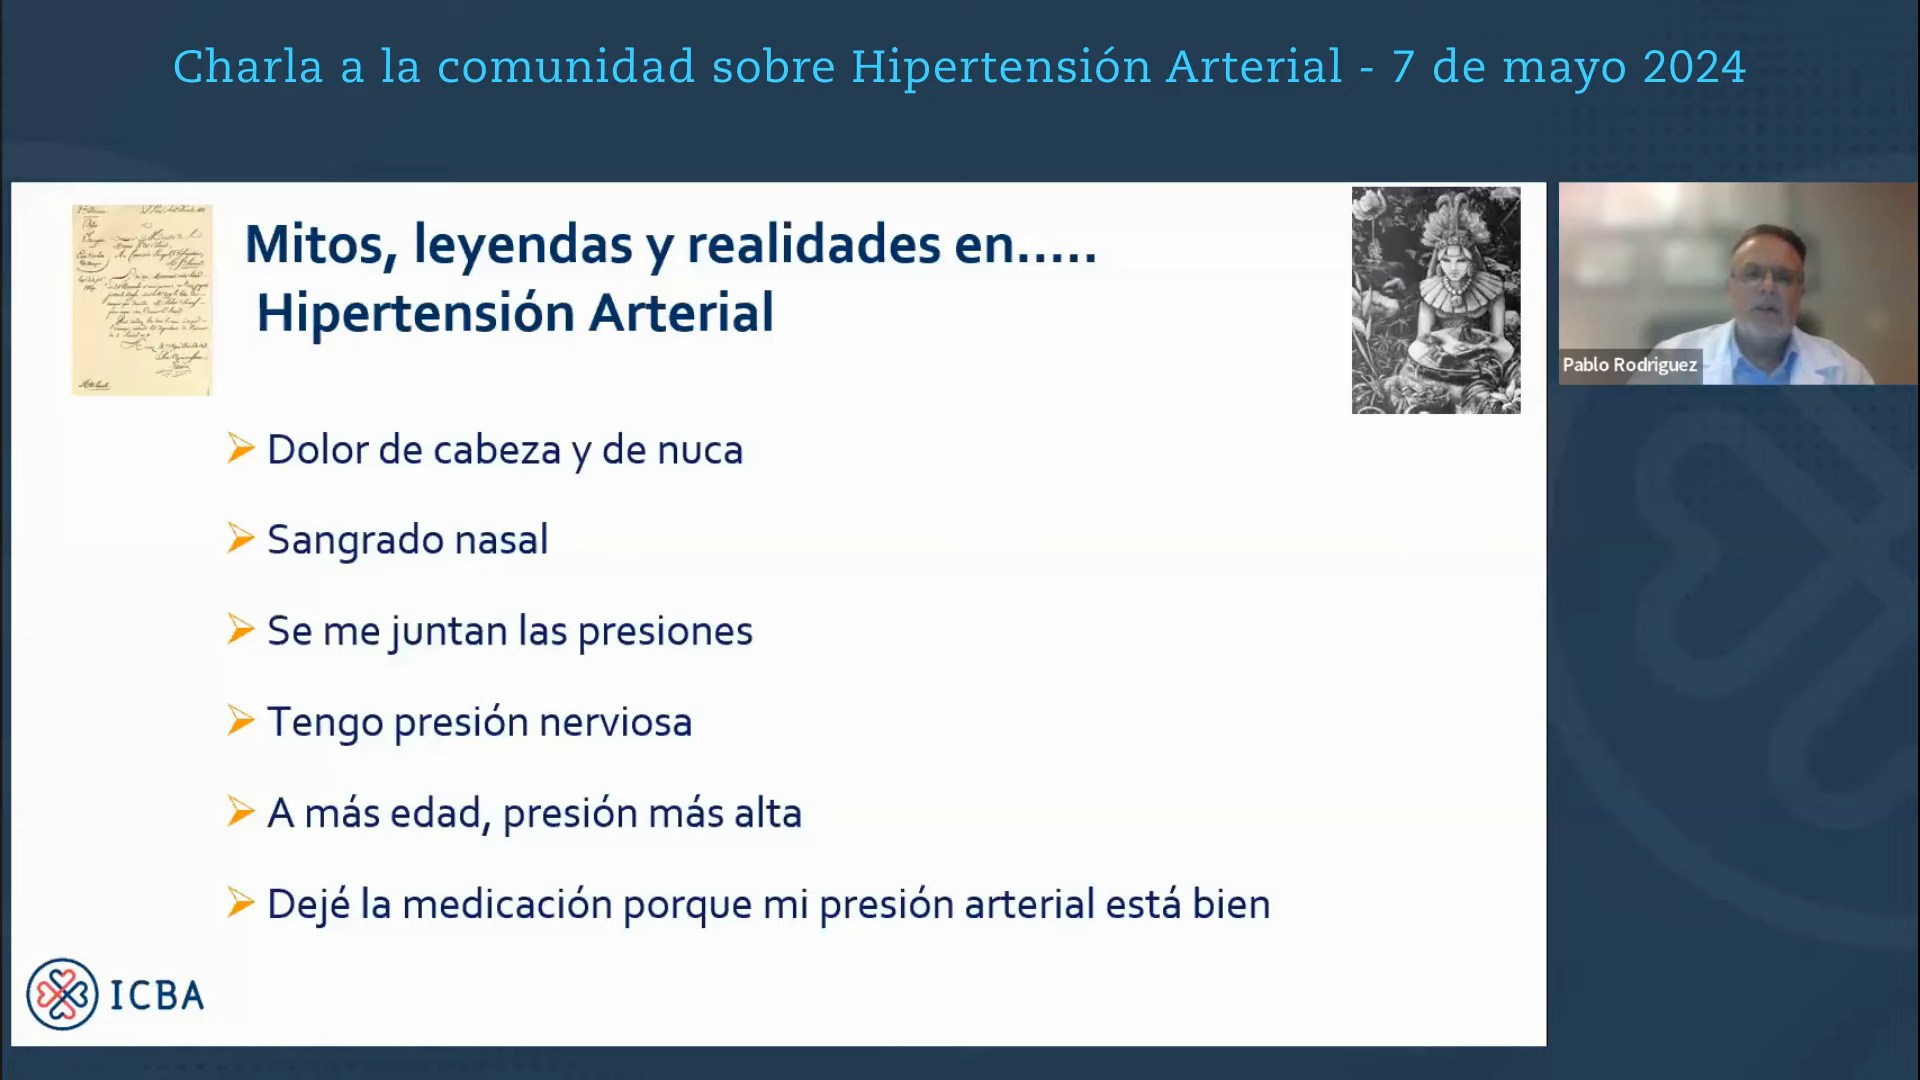 Charla a la comunidad sobre Hipertensión Arterial - 7 de mayo 2024
Mitos, leyendas y realidades en.....
Hipertensión Arterial
Pablo Rodriguez
Dolor de cabeza y de nuca
Sangrado nasal
Se me juntan las presiones
Tengo presión nerviosa
A más edad, presión más alta
Dejé la medicación porque mi presión arterial está bien
ICBA